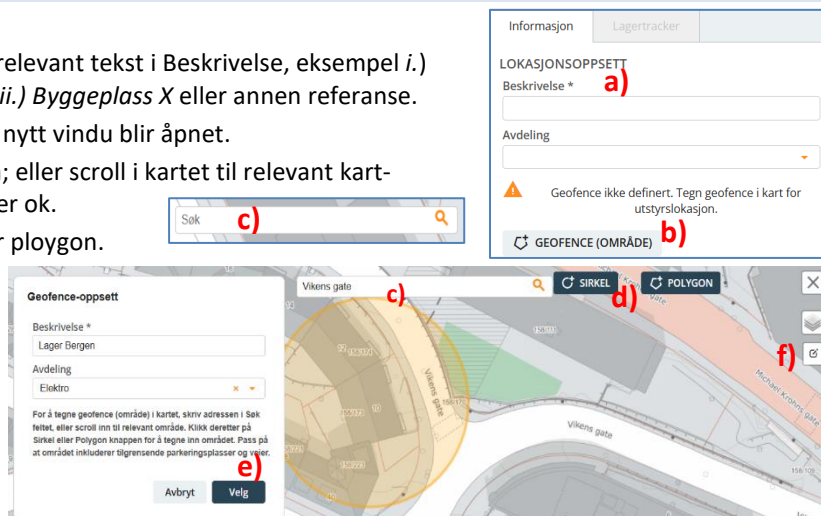 relevant tekst i Beskrivelse, eksempel i.)
ii.) Byggeplass X eller annen referanse.
nytt vindu blir åpnet.
; eller scroll i kartet til relevant kart-
er ok.
r ploygon.
Søk
c)
Informasjon
Lagertracker
LOKASJONSOPPSETT
a)
Beskrivelse *
Avdeling
Geofence ikke definert. Tegn geofence i kart for
utstyrslokasjon.
b)
GEOFENCE (OMRÅDE)
Geofence-oppsett
Beskrivelse *
Lager Bergen
Avdeling
Elektro
For å tegne geofence (område) i kartet, skriv adressen i Søk
feltet, eller scroll inn til relevant område. Klikk deretter på
Sirkel eller Polygon knappen for å tegne inn området. Pass på
at området inkluderer tilgrensende parkeringsplasser og veier.
e)
Avbryt
Velg
Vikens gate
c)
SIRKEL
d)
POLYGON
f)
Vikens gate
Vikens gate
Michael Krohns gate
158/174
158/223